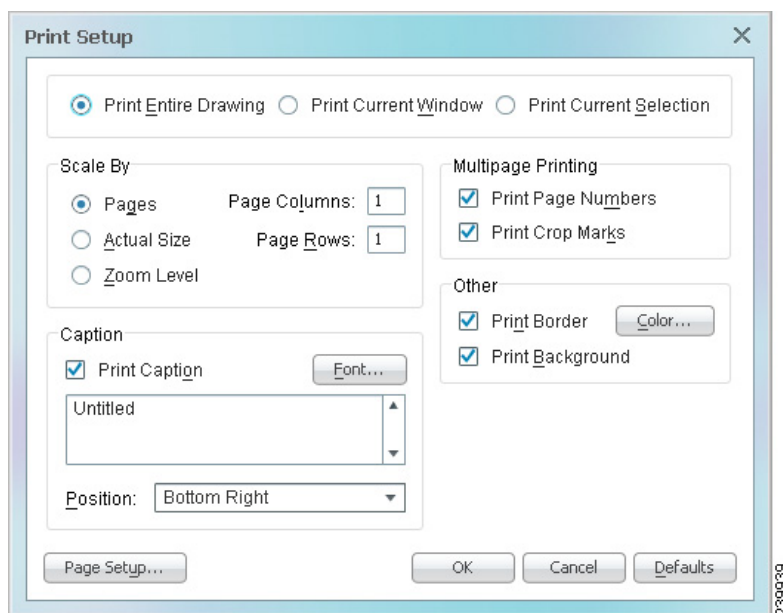 Print Setup
Print Entire Drawing Print Current Window Print Current Selection
Scale By
Pages Page Columns: 1
Actual Size Page Rows: 1
Zoom Level
Multipage Printing
Print Page Numbers
Print Crop Marks
Other
Print Border Color...
Print Background
Caption
Print Caption Font...
Untitled
Position: Bottom Right
Page Setup... OK Cancel Defaults
239939